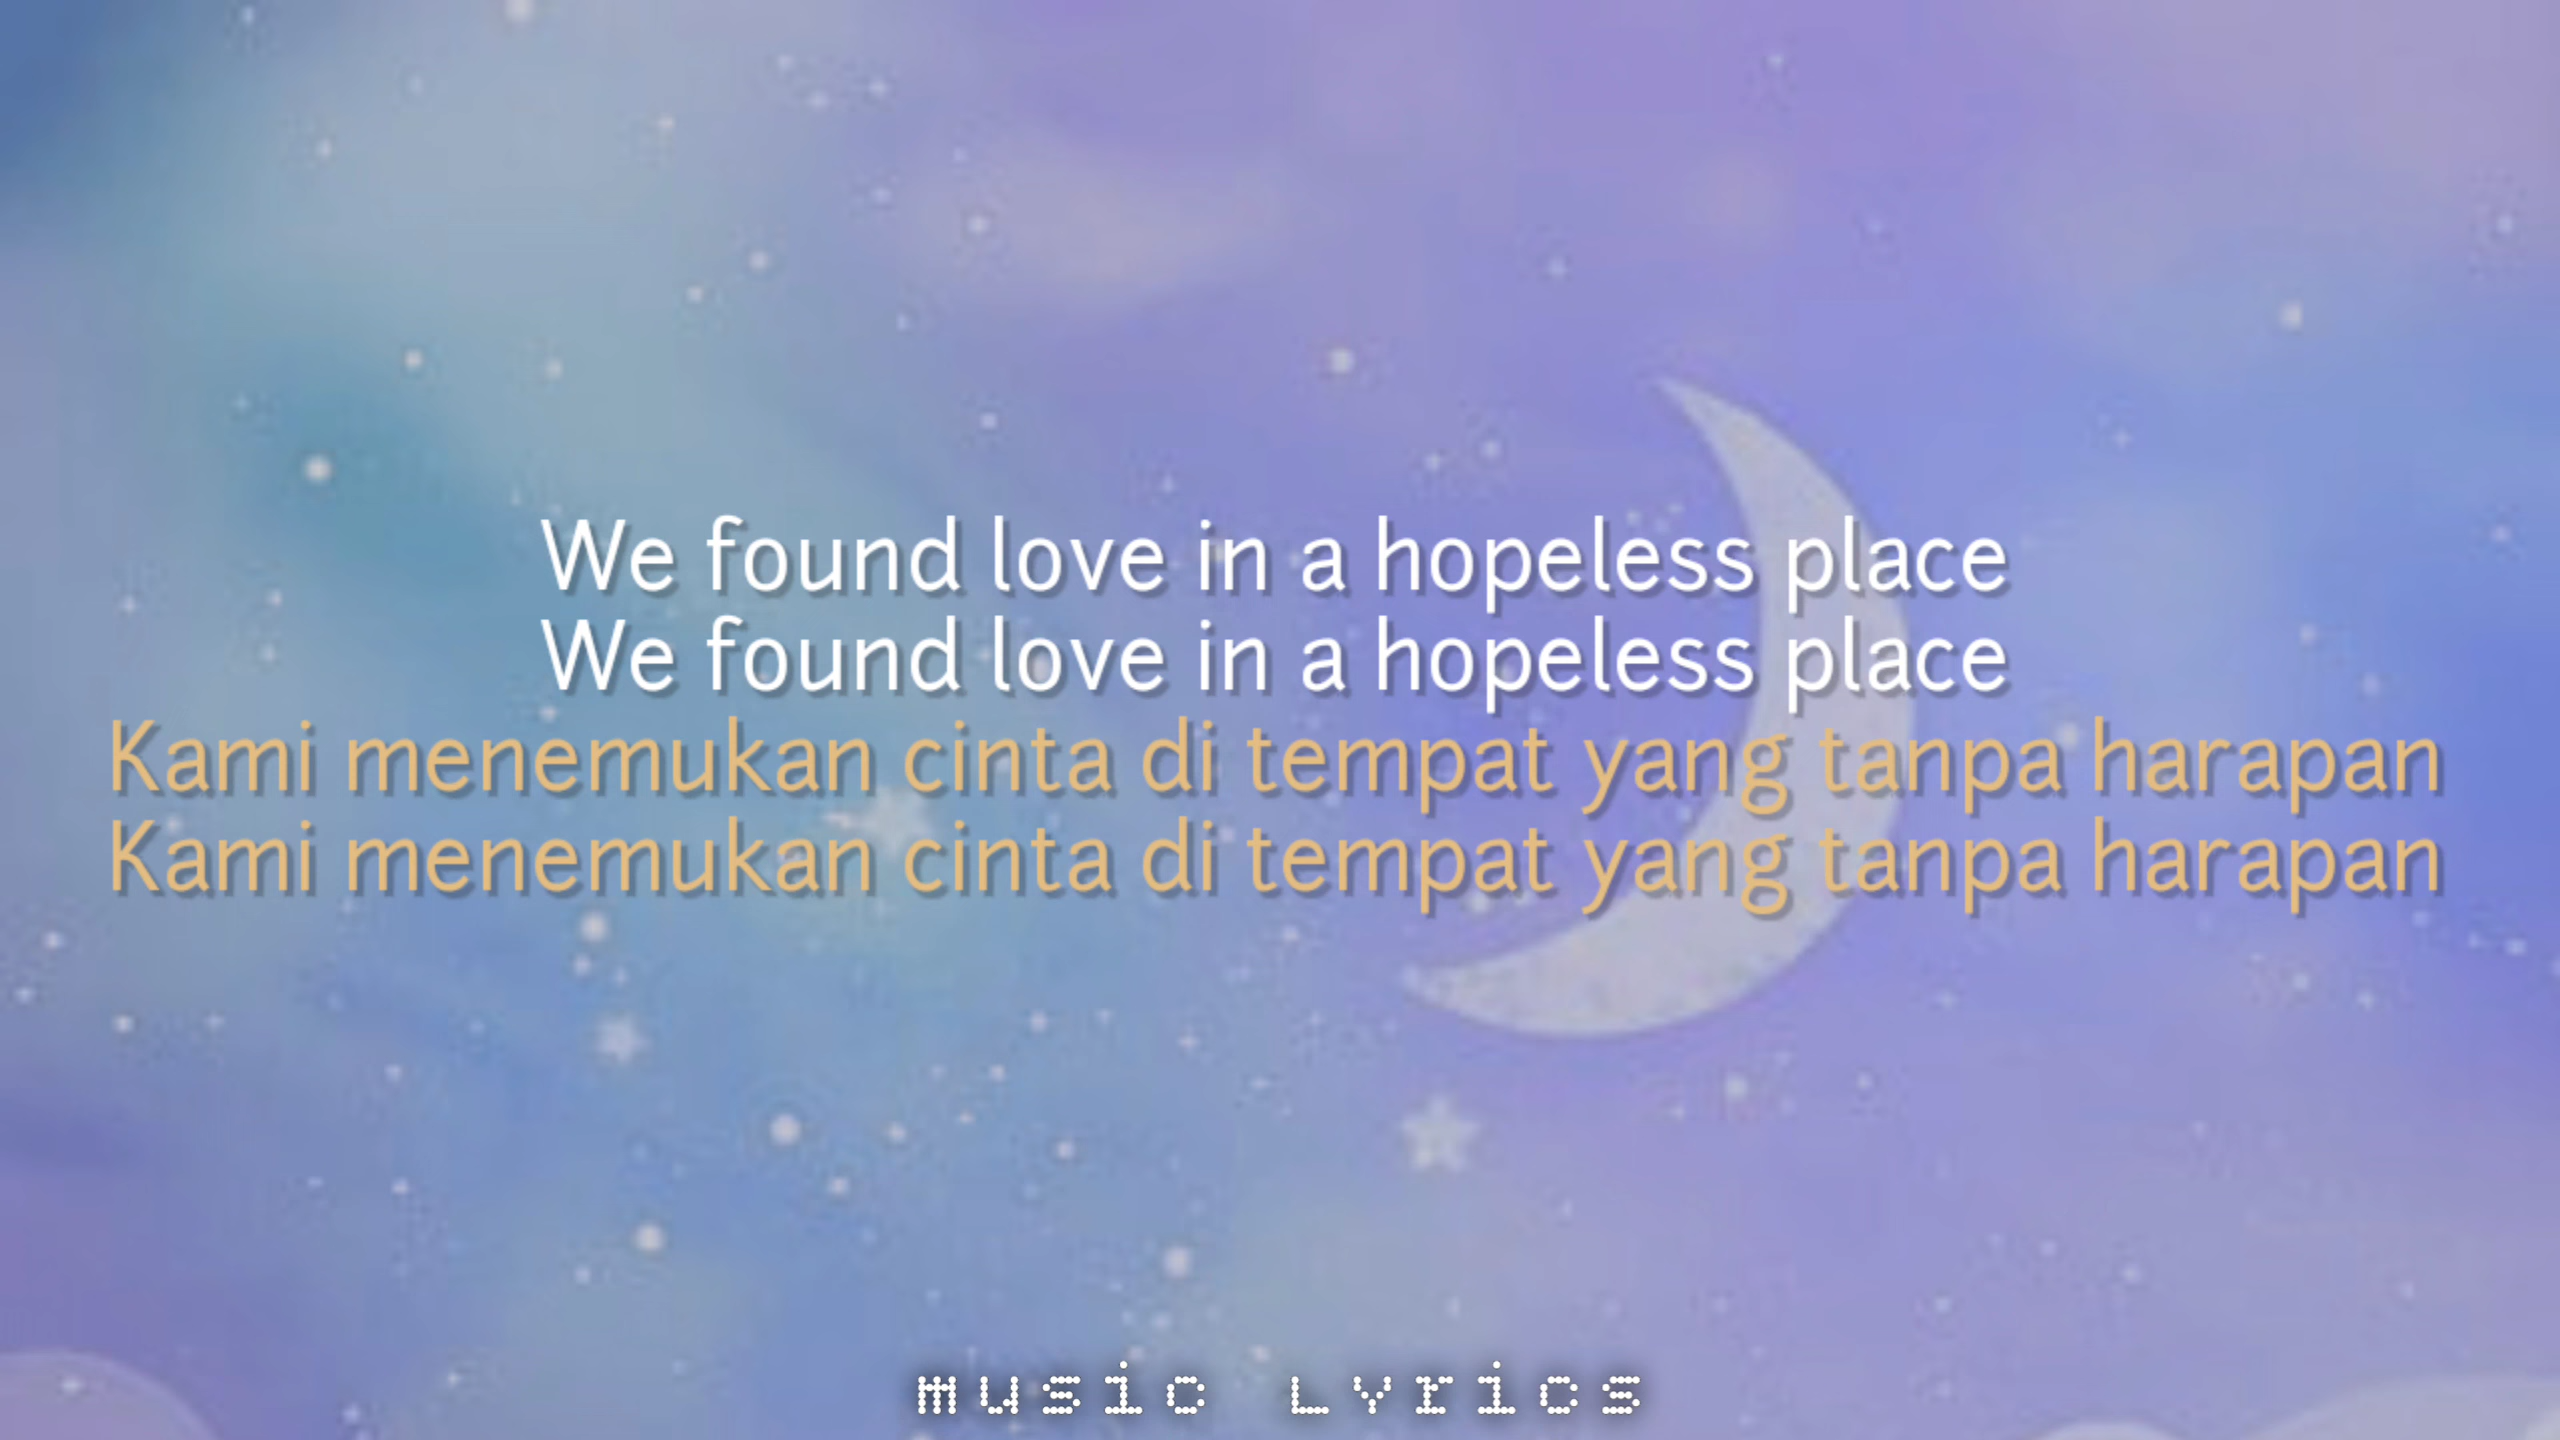 We found love in a hopeless place
We found love in a hopeless place
Kami menemukan cinta di tempat yang tanpa harapan
Kami menemukan cinta di tempat yang tanpa harapan
music Lyrics